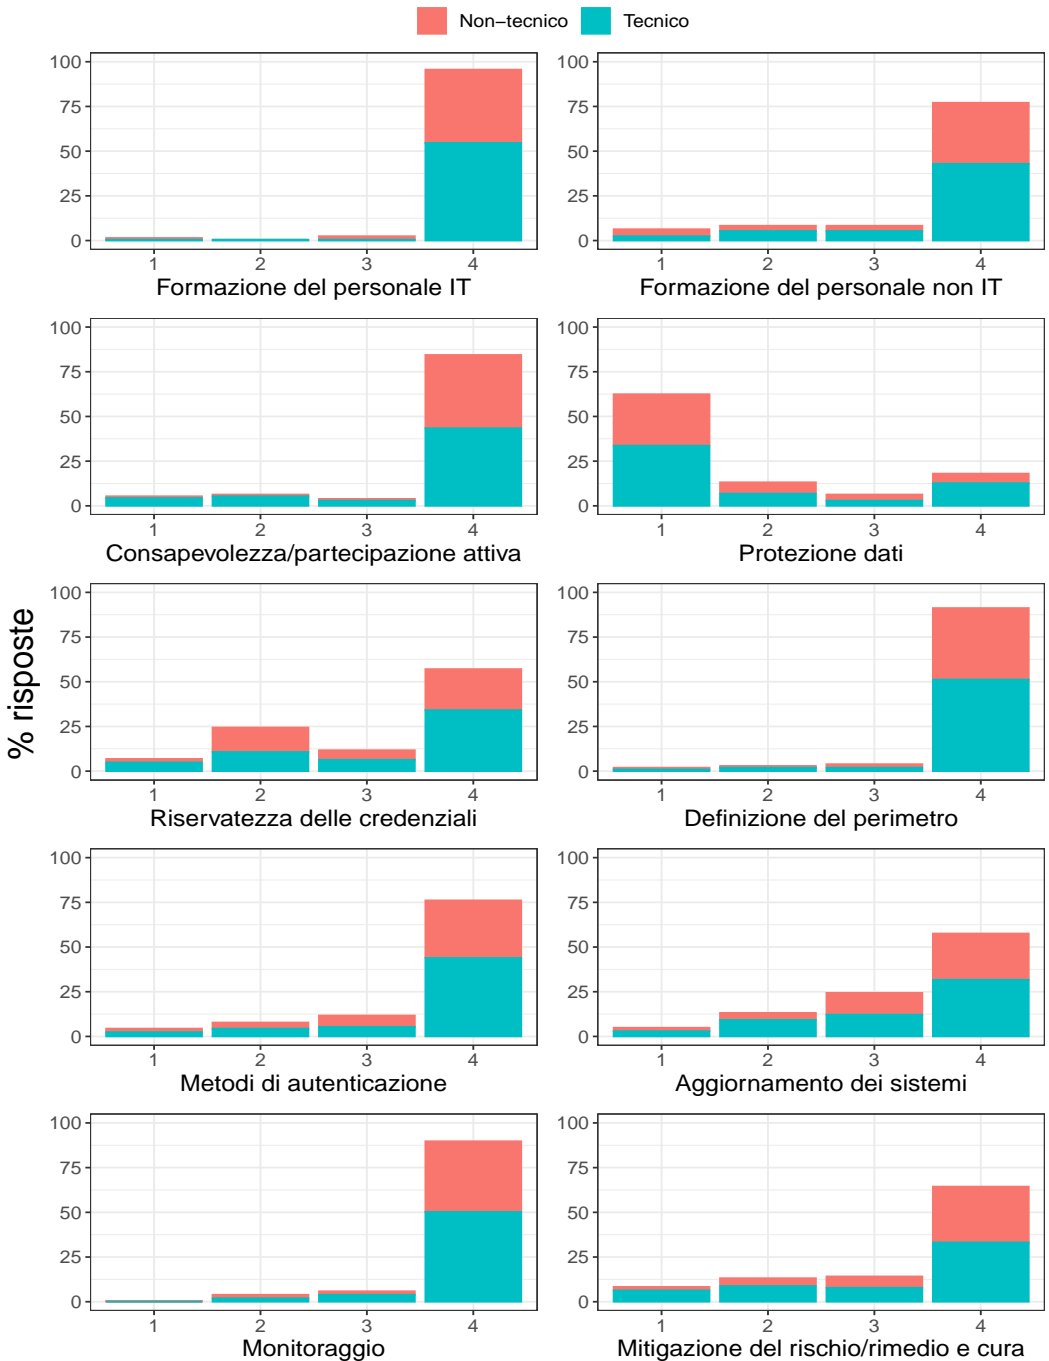 Non−tecnico Tecnico
100
75
50
25
0
1 2 3 4
Formazione del personale IT
100
75
50
25
0
1 2 3 4
Formazione del personale non IT
100
75
50
25
0
1 2 3 4
Consapevolezza/partecipazione attiva
100
75
50
25
0
1 2 3 4
Protezione dati
% risposte
100
75
50
25
0
1 2 3 4
Riservatezza delle credenziali
100
75
50
25
0
1 2 3 4
Definizione del perimetro
100
75
50
25
0
1 2 3 4
Metodi di autenticazione
100
75
50
25
0
1 2 3 4
Aggiornamento dei sistemi
100
75
50
25
0
1 2 3 4
Monitoraggio
100
75
50
25
0
1 2 3 4
Mitigazione del rischio/rimedio e cura